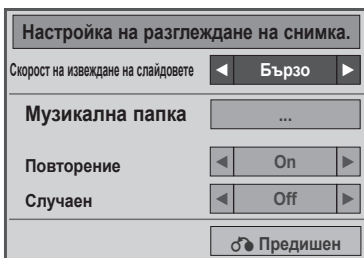 Настройка на разглеждане на снимка.
Скорост на извеждане на слайдовете ◄ Бързо ►
Музикална папка ...
Повторение ◄ On ►
Случаен ◄ Off ►
Предишен